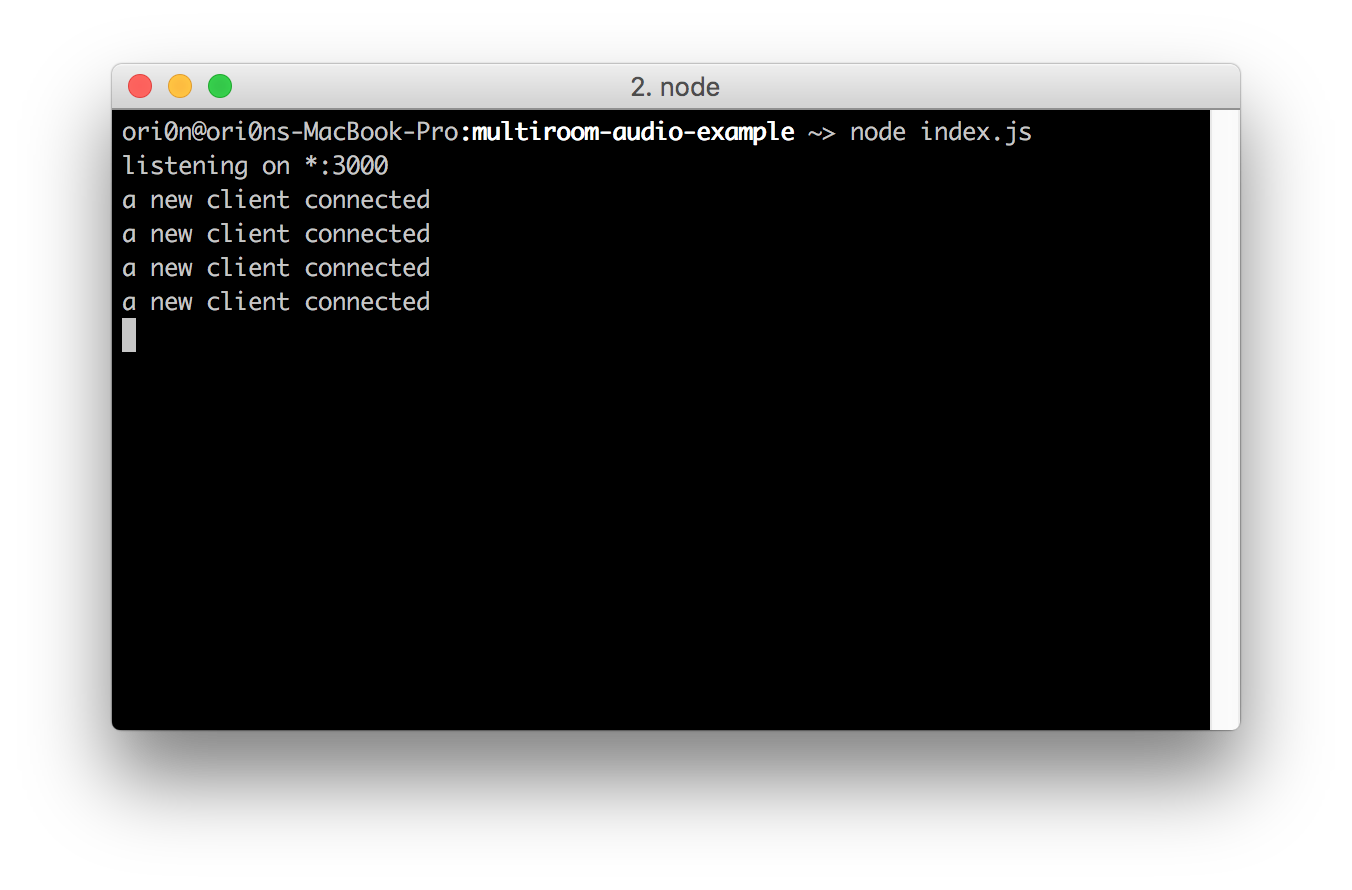 2. node
ori0n@ori0ns-MacBook-Pro:multiroom-audio-example ~> node index.js
listening on *:3000
a new client connected
a new client connected
a new client connected
a new client connected